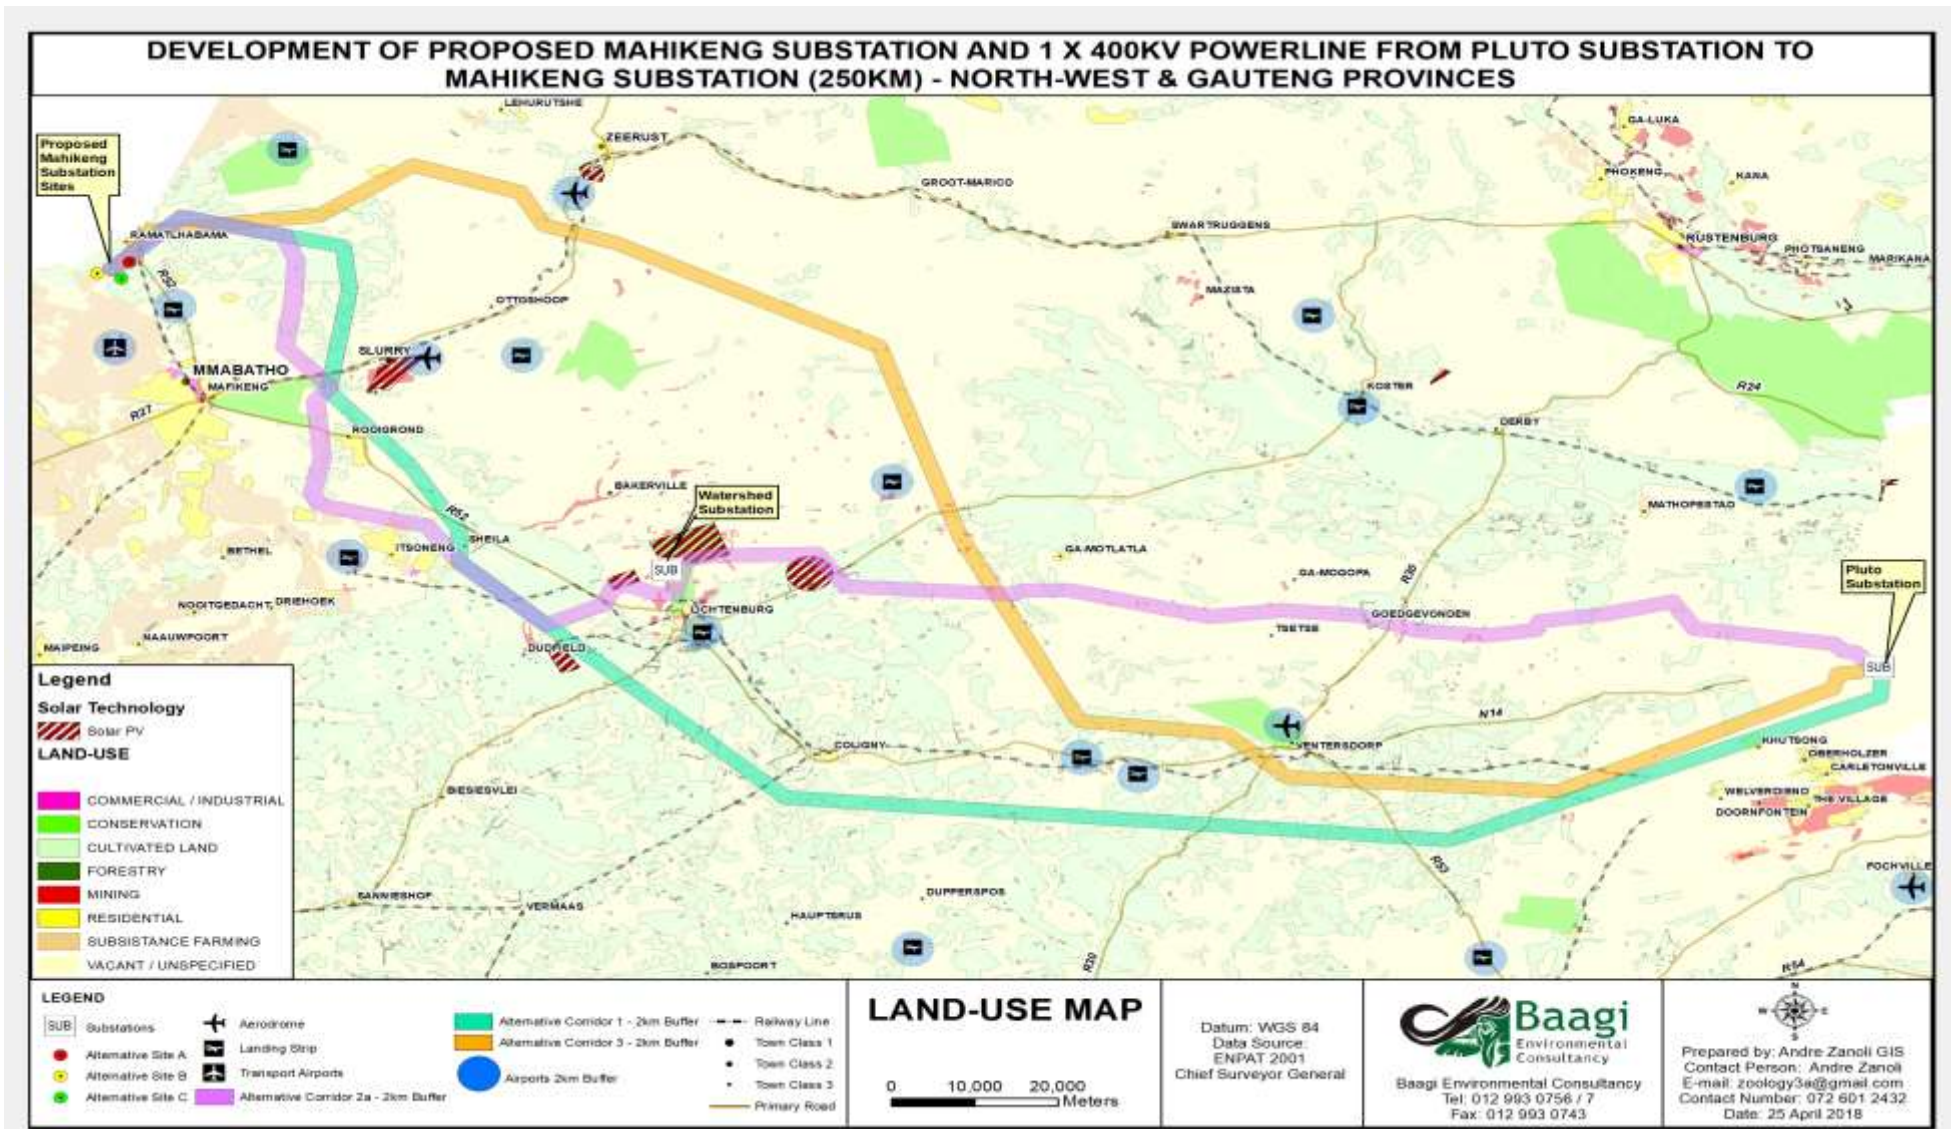 DEVELOPMENT OF PROPOSED MAHIKENG SUBSTATION AND 1 X 400KV POWERLINE FROM PLUTO SUBSTATION TO
MAHIKENG SUBSTATION (250KM) - NORTH-WEST & GAUTENG PROVINCES
Proposed
Mahikeng
Substation
Sites
LEHURUTSHE
ZEERUST
GROOT-MARICO
SWARTRUGGENS
GA-LUKA
PHOKENG
KANA
RUSTENBURG
PHOTSANENG
MARIKANA
RAMATLHABAMA
R52
OTTOSHOOP
MAZISTA
SLURRY
MMABATHO
MAFIKENG
R27
ROOIGROND
KOSTER
R24
DERBY
BAKERVILLE
Watershed
Substation
MATHOPESTAD
R52
SHEILA
ITSONENG
BETHEL
SUB
GA-MOTLATLA
GA-MOGOPA
R30
Pluto
Substation
NOOITGEDACHT, DRIEHOEK
LICHTENBURG
GOEDGEVONDEN
TSETSE
NAAUWPOORT
MAIPEING
DUDFIELD
SUB
N14
COLIGNY
VENTERSDORP
KHUTSONG
OBERHOLZER
CARLETONVILLE
WELVERDIEND
THE VILLAGE
DOORNFONTEIN
BIESIESVLEI
R53
FOCHVILLE
SANNIESHOF
VERMAAS
DUPPERSPOS
HAUPTSRUS
BOSPOORT
R30
R54
Legend
Solar Technology
Solar PV
LAND-USE
COMMERCIAL / INDUSTRIAL
CONSERVATION
CULTIVATED LAND
FORESTRY
MINING
RESIDENTIAL
SUBSISTANCE FARMING
VACANT / UNSPECIFIED
LEGEND
SUB Substations
Alternative Site A
Alternative Site B
Alternative Site C
Aerodrome
Landing Strip
Transport Airports
Alternative Corridor 2a - 2km Buffer
Alternative Corridor 1 - 2km Buffer
Alternative Corridor 3 - 2km Buffer
Airports 2km Buffer
Railway Line
Town Class 1
Town Class 2
Town Class 3
Primary Road
LAND-USE MAP
0 10,000 20,000
Meters
Datum: WGS 84
Data Source:
ENPAT 2001
Chief Surveyor General
Baagi
Environmental
Consultancy
Baagi Environmental Consultancy
Tel: 012 993 0756 / 7
Fax: 012 993 0743
N
W E
S
Prepared by: Andre Zanoli GIS
Contact Person: Andre Zanoli
E-mail: zoology3a@gmail.com
Contact Number: 072 601 2432
Date: 25 April 2018